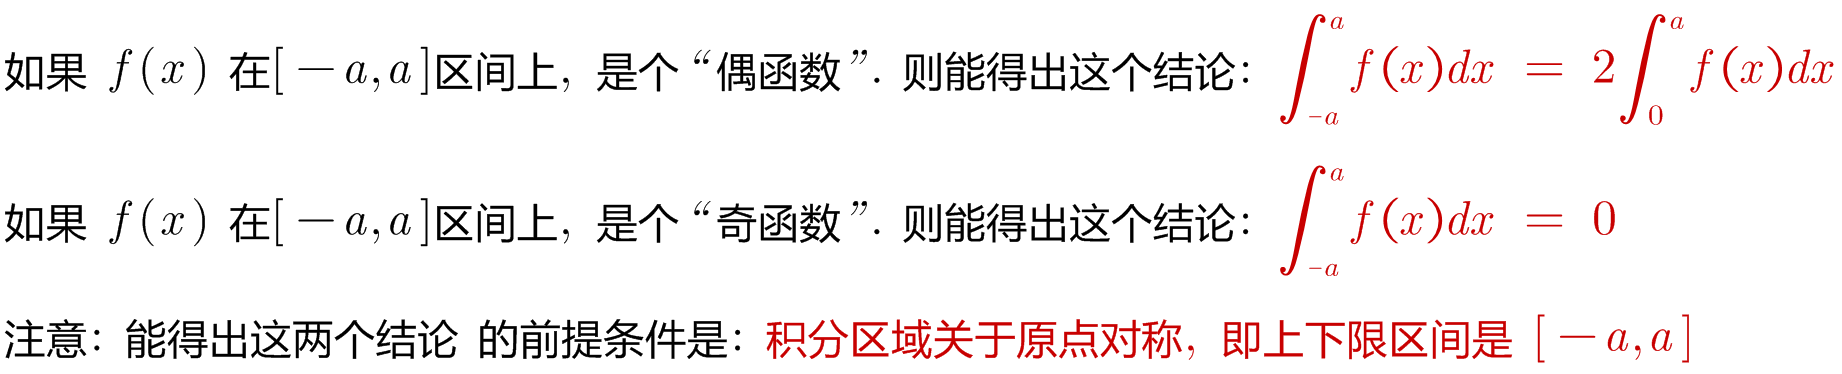 如果 f(x) 在[-a,a]区间上，是个“偶函数”. 则能得出这个结论：∫_{-a}^{a} f(x)dx = 2∫_{0}^{a} f(x)dx
如果 f(x) 在[-a,a]区间上，是个“奇函数”. 则能得出这个结论：∫_{-a}^{a} f(x)dx = 0
注意：能得出这两个结论 的前提条件是：积分区域关于原点对称，即上下限区间是 [-a,a]